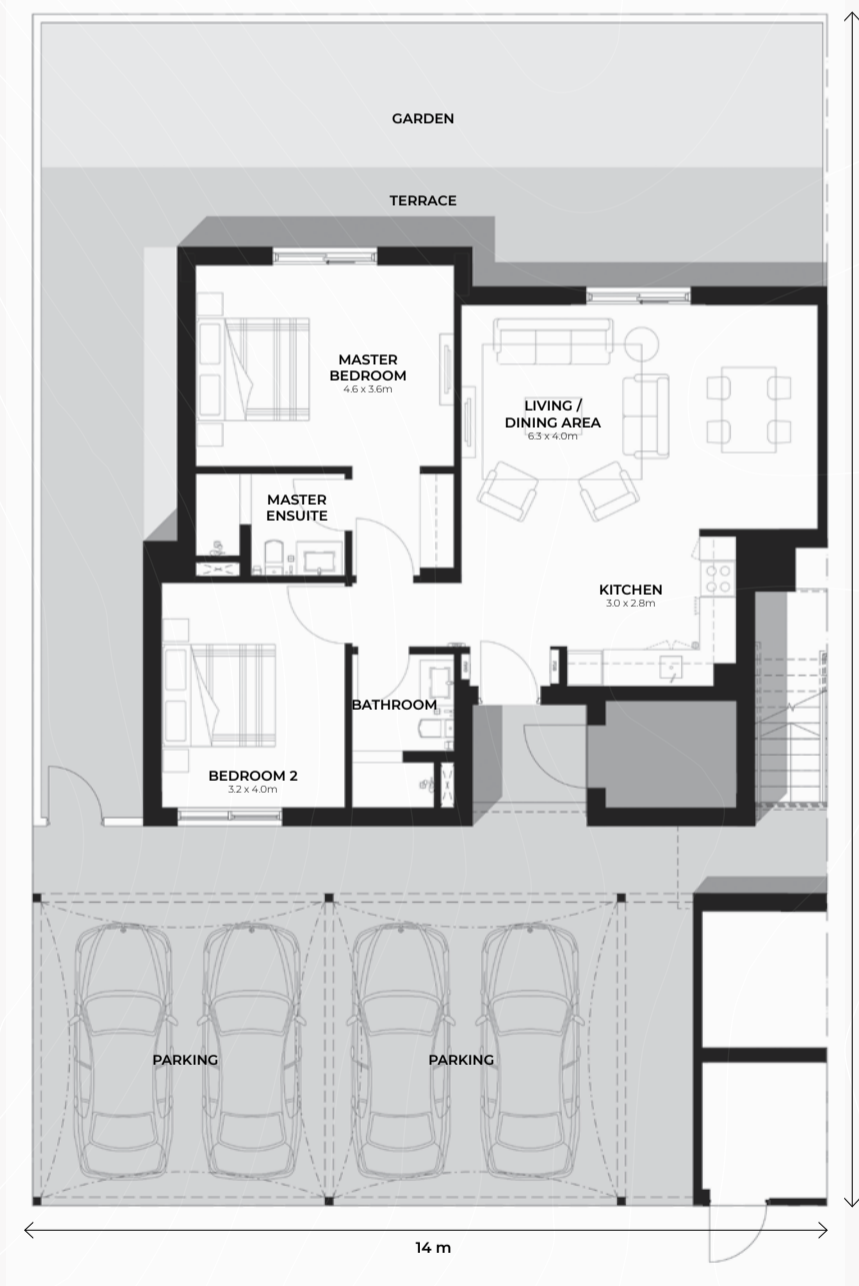 GARDEN
TERRACE
MASTER
BEDROOM
4.6 x 3.6m
LIVING /
DINING AREA
6.3 x 4.0m
MASTER
ENSUITE
KITCHEN
3.0 x 2.8m
BATHROOM
BEDROOM 2
3.2 x 4.0m
PARKING
PARKING
14 m